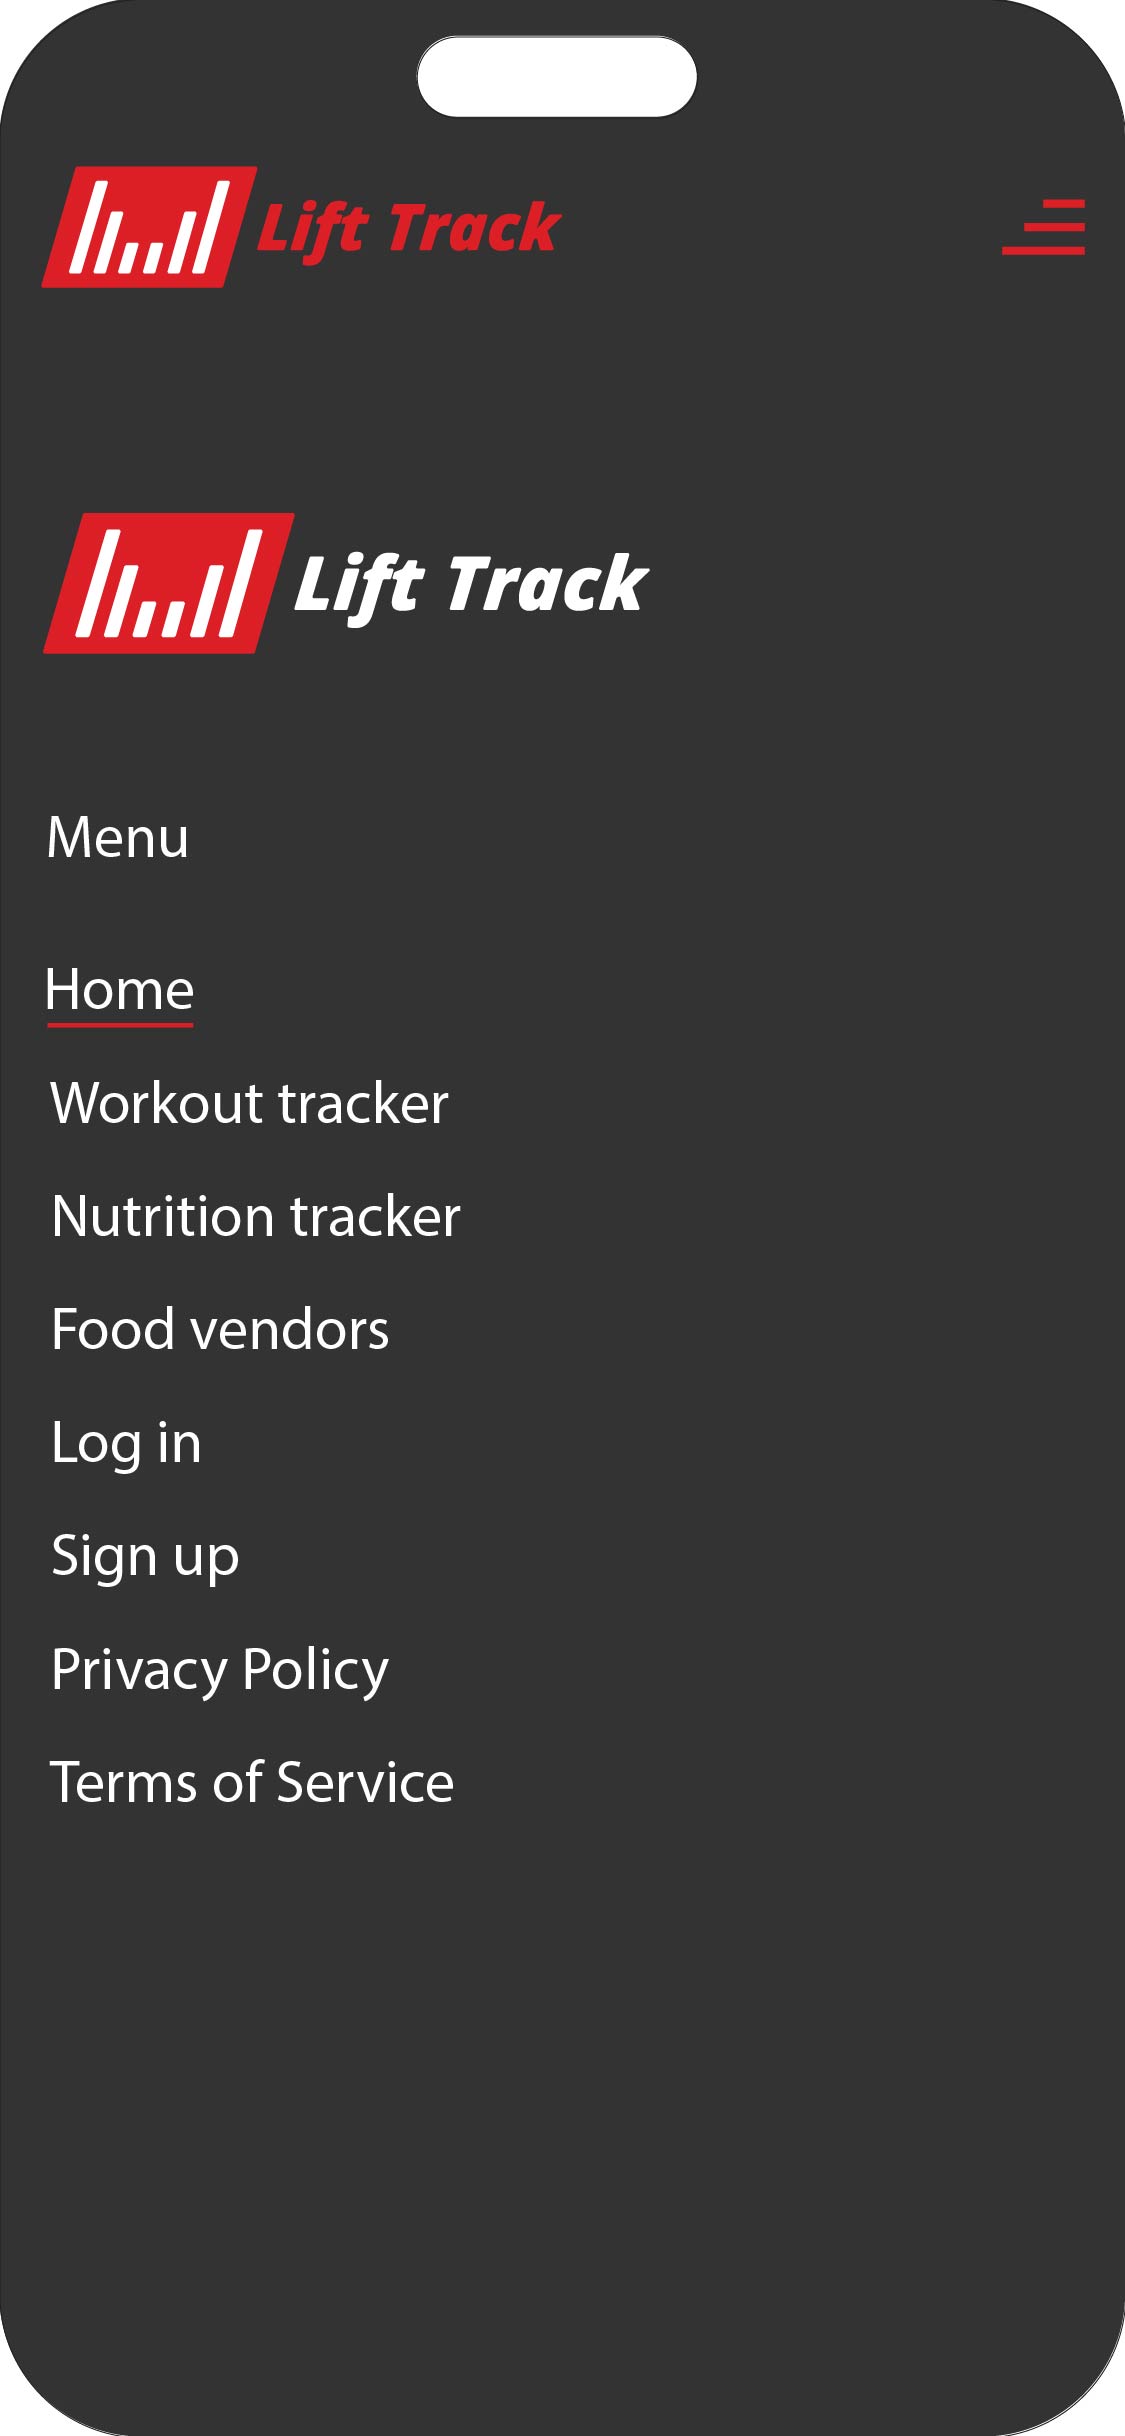 Lift Track
Lift Track
Menu
Home
Workout tracker
Nutrition tracker
Food vendors
Log in
Sign up
Privacy Policy
Terms of Service